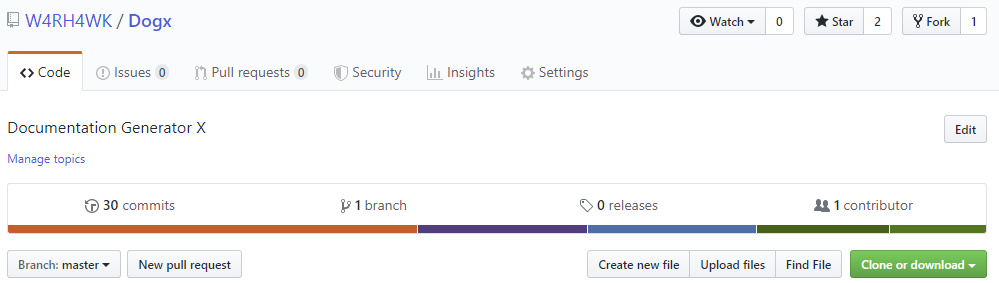 W4RH4WK / Dogx Watch 0 Star 2 Fork 1
Code Issues 0 Pull requests 0 Security Insights Settings
Documentation Generator X Edit
Manage topics
30 commits 1 branch 0 releases 1 contributor
Branch: master New pull request Create new file Upload files Find File Clone or download